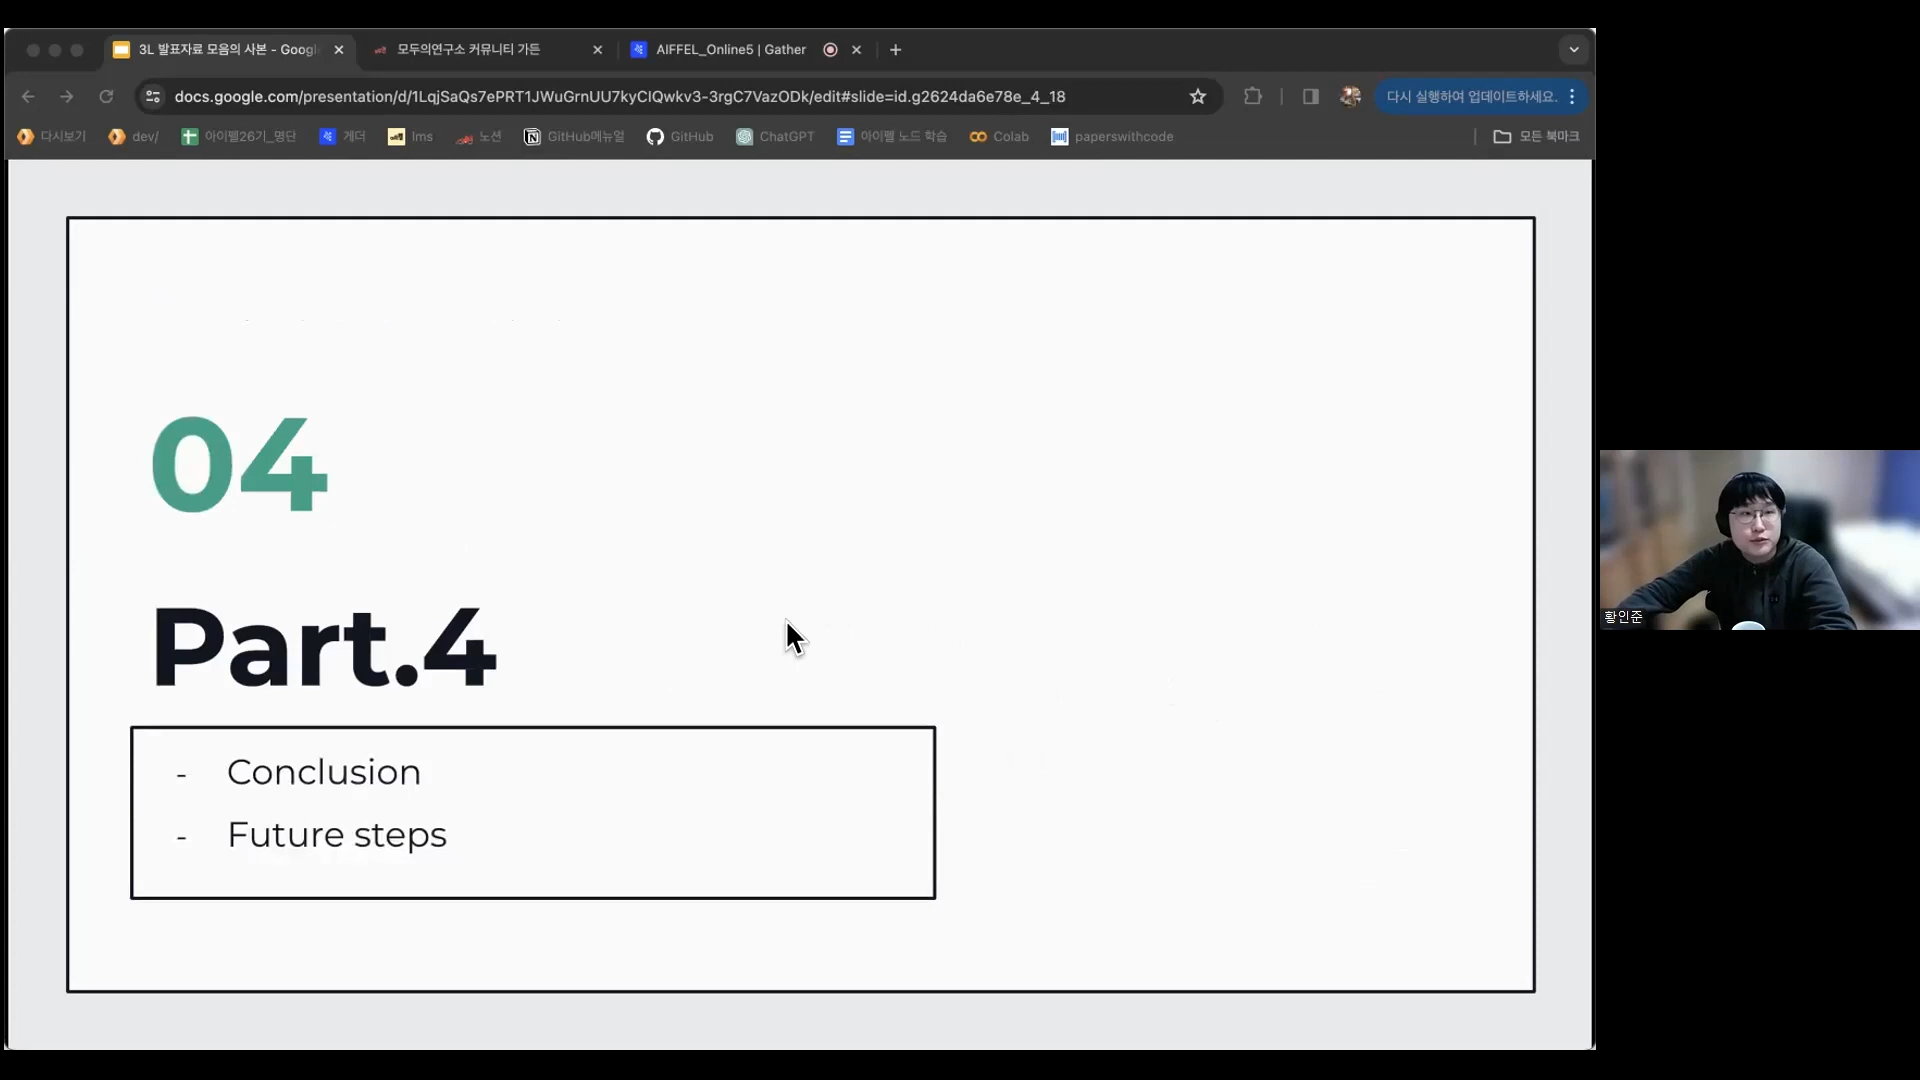 3L 발표자료 모음의 사본 - Googl
모두의연구소 커뮤니티 가든
AIFFEL_Online5 | Gather
docs.google.com/presentation/d/1LqjSaQs7ePRT1JWuGrnUU7kyCIQwkv3-3rgC7VazODk/edit#slide=id.g2624da6e78e_4_18
다시 실행하여 업데이트하세요.
다시보기
dev/
아이펠26기_명단
게더
lms
노션
GitHub메뉴얼
GitHub
ChatGPT
아이펠 노드 학습
Colab
paperswithcode
모든 북마크
04
Part.4
- Conclusion
- Future steps
황인준